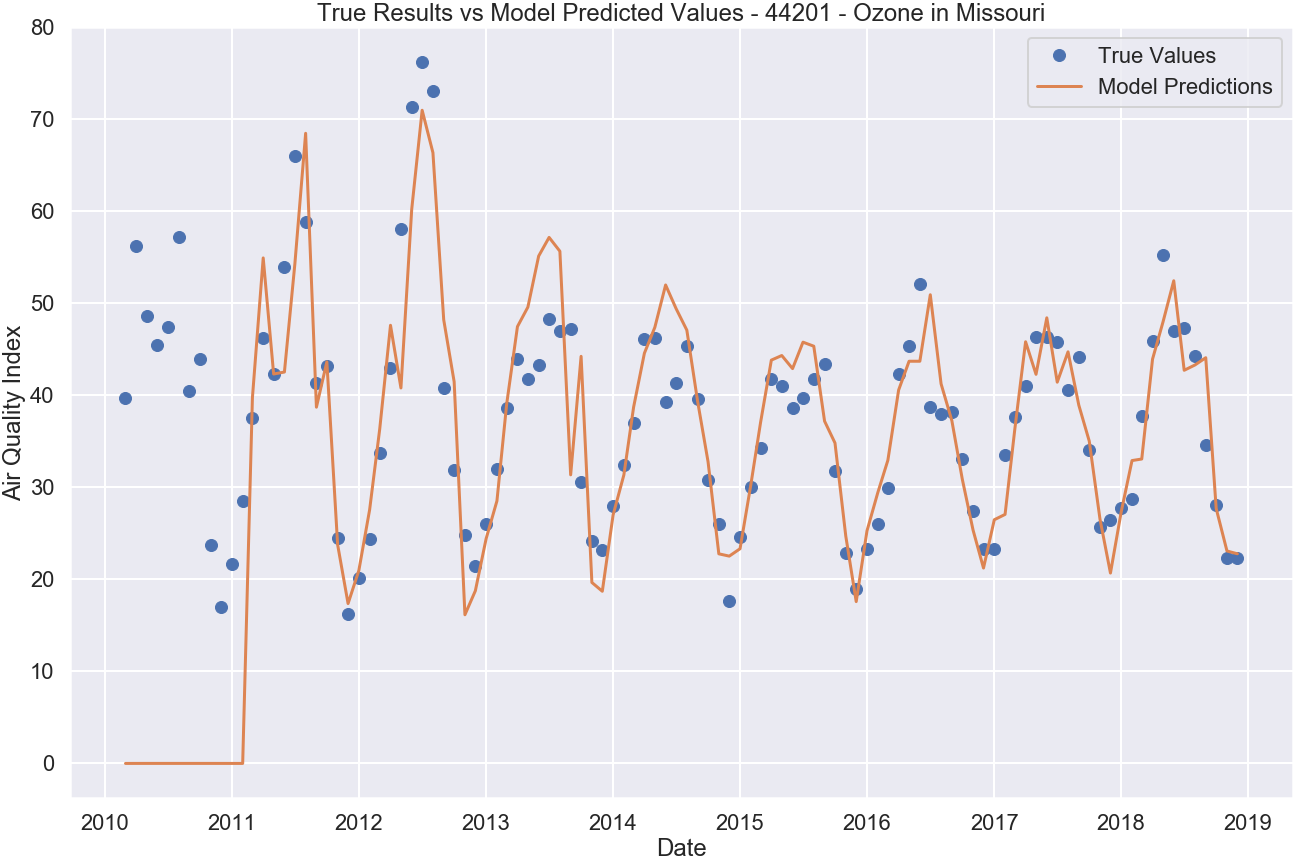 True Results vs Model Predicted Values - 44201 - Ozone in Missouri
True Values
Model Predictions
Air Quality Index
80
70
60
50
40
30
20
10
0
2010 2011 2012 2013 2014 2015 2016 2017 2018 2019
Date